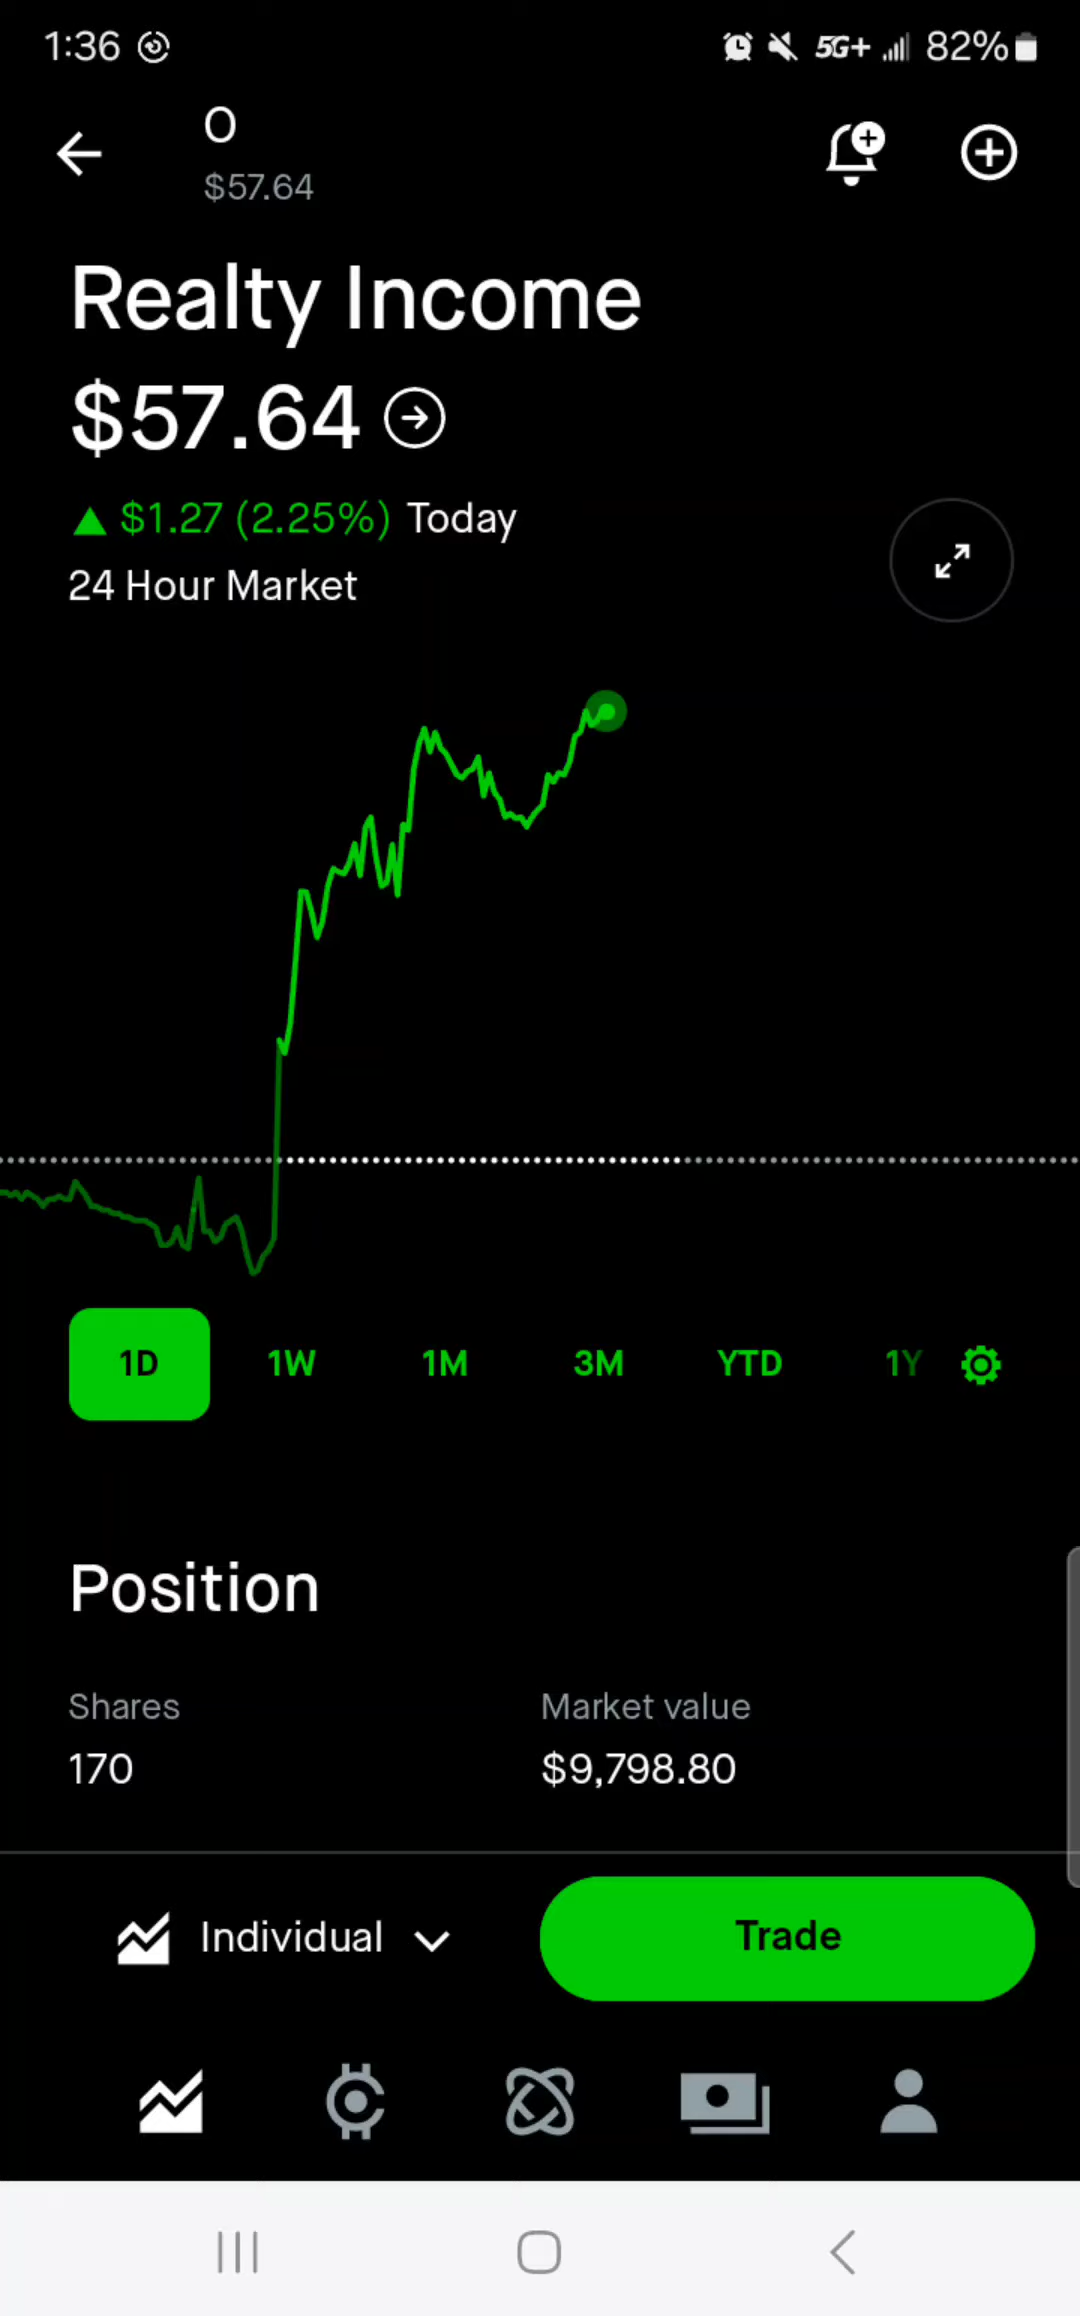 1:36 5G+ 82%
O
$57.64
Realty Income
$57.64
▲ $1.27 (2.25%) Today
24 Hour Market
1D 1W 1M 3M YTD 1Y
Position
Shares Market value
170 $9,798.80
Individual Trade